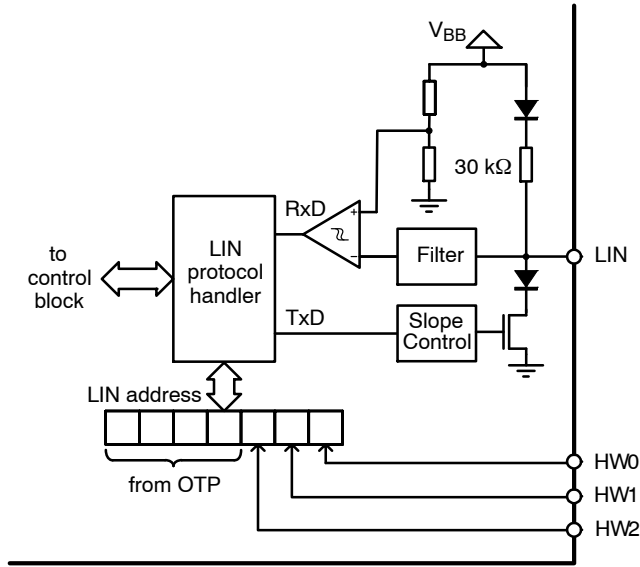 VBB
30 kΩ
RxD
+
−
LIN
protocol
handler
Filter
LIN
to
control
block
TxD
Slope
Control
LIN address
from OTP
HW0
HW1
HW2